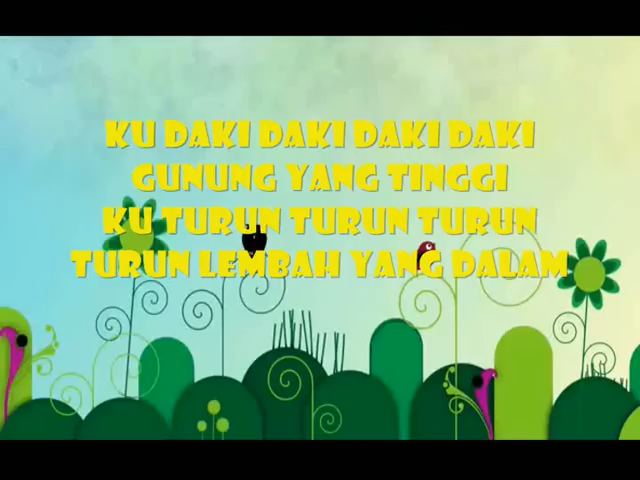 KU DAKI DAKI DAKI DAKI
GUNUNG YANG TINGGI
KU TURUN TURUN TURUN
TURUN LEMBAH YANG DALAM